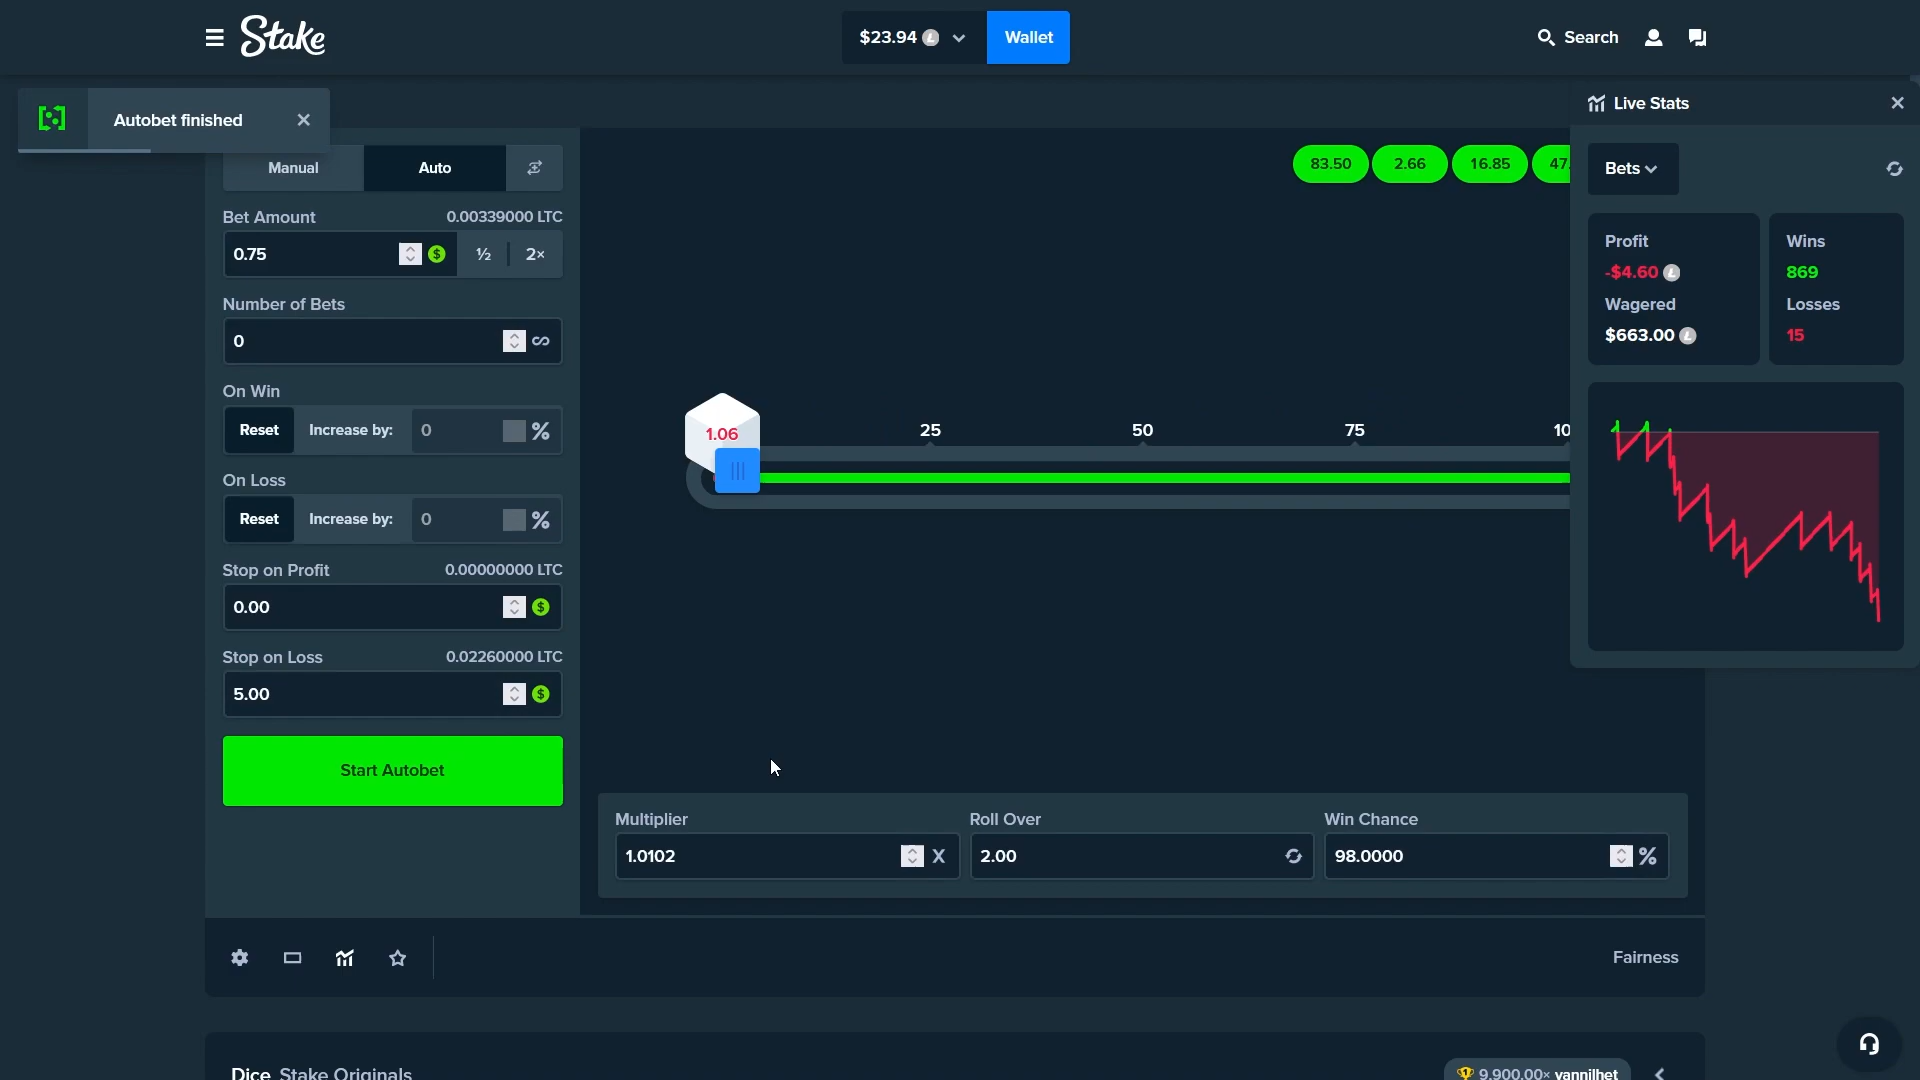 Stake
$23.94
Wallet
Search
Autobet finished
Live Stats
Manual
Auto
83.50
2.66
16.85
47.
Bets
Bet Amount
0.00339000 LTC
0.75
½
2×
Profit
-$4.60
Wagered
$663.00
Wins
869
Losses
15
Number of Bets
0
On Win
Reset
Increase by:
0
%
On Loss
Reset
Increase by:
0
%
1.06
25
50
75
10
Stop on Profit
0.00000000 LTC
0.00
Stop on Loss
0.02260000 LTC
5.00
Start Autobet
Multiplier
1.0102
X
Roll Over
2.00
Win Chance
98.0000
%
Fairness
Dice Stake Originals
9,900.00× vannilhet